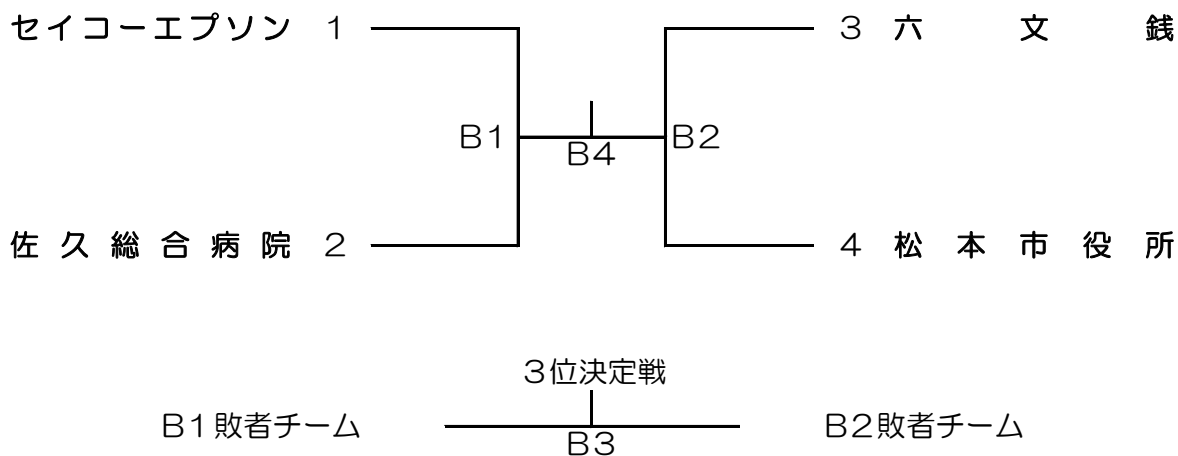 セイコーエプソン 1 3 六文銭
B1 B4 B2
佐久総合病院 2 4 松本市役所
3位決定戦
B1敗者チーム B3 B2敗者チーム